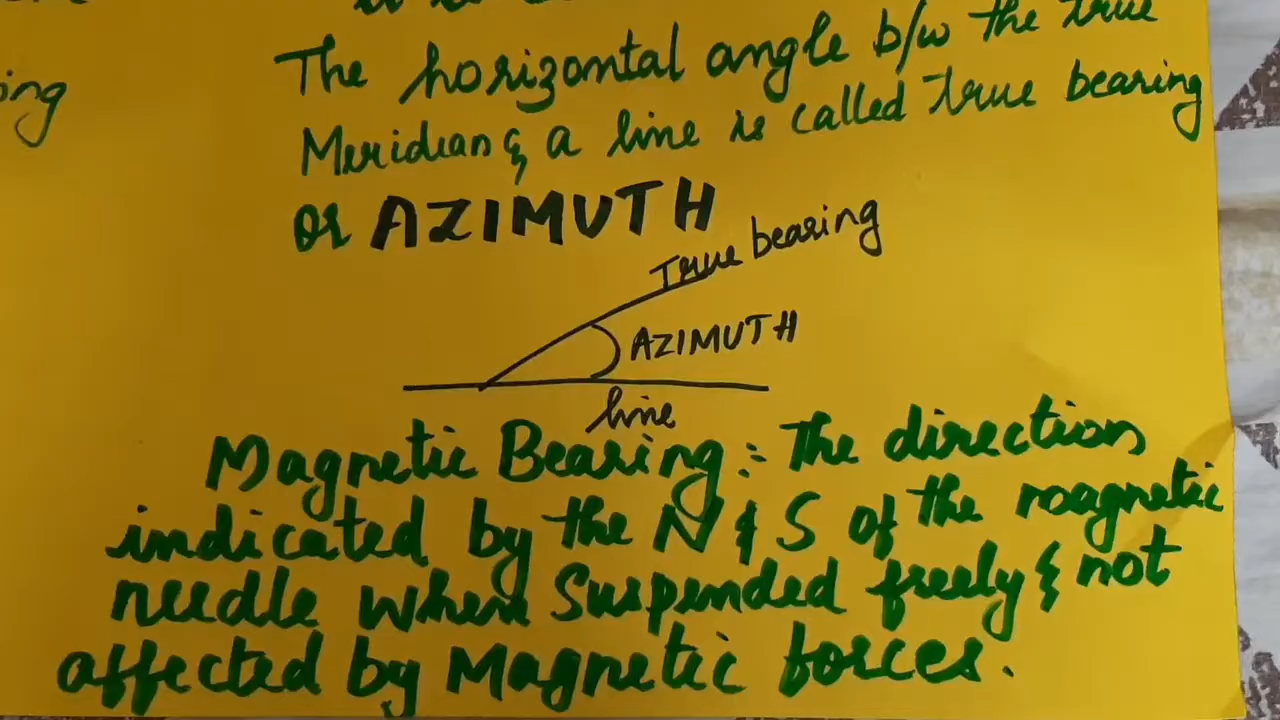 The horizontal angle b/w the true
Meridian & a line is called true bearing
or AZIMUTH
True bearing
AZIMUTH
line
Magnetic Bearing :- The direction
indicated by the N & S of the magnetic
needle when suspended freely & not
affected by Magnetic forces.